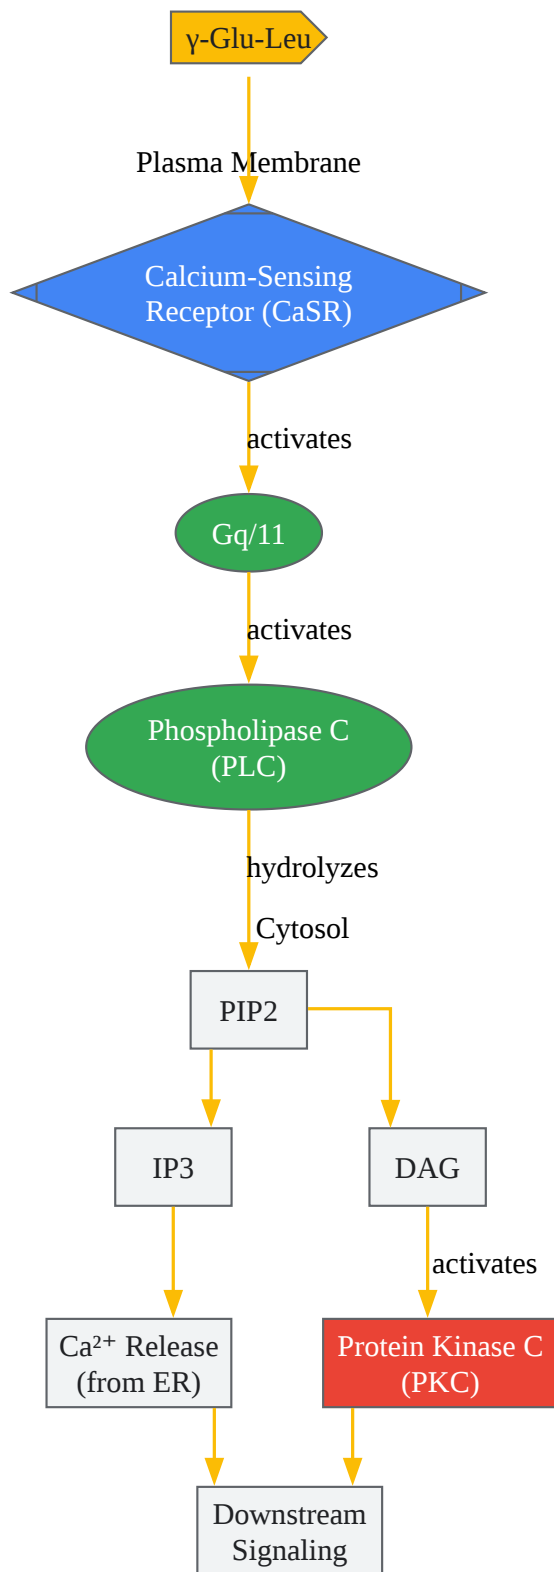 γ-Glu-Leu
Plasma Membrane
Calcium-Sensing
Receptor (CaSR)
activates
Gq/11
activates
Phospholipase C
(PLC)
hydrolyzes
Cytosol
PIP2
IP3
DAG
activates
Ca²⁺ Release
(from ER)
Protein Kinase C
(PKC)
Downstream
Signaling